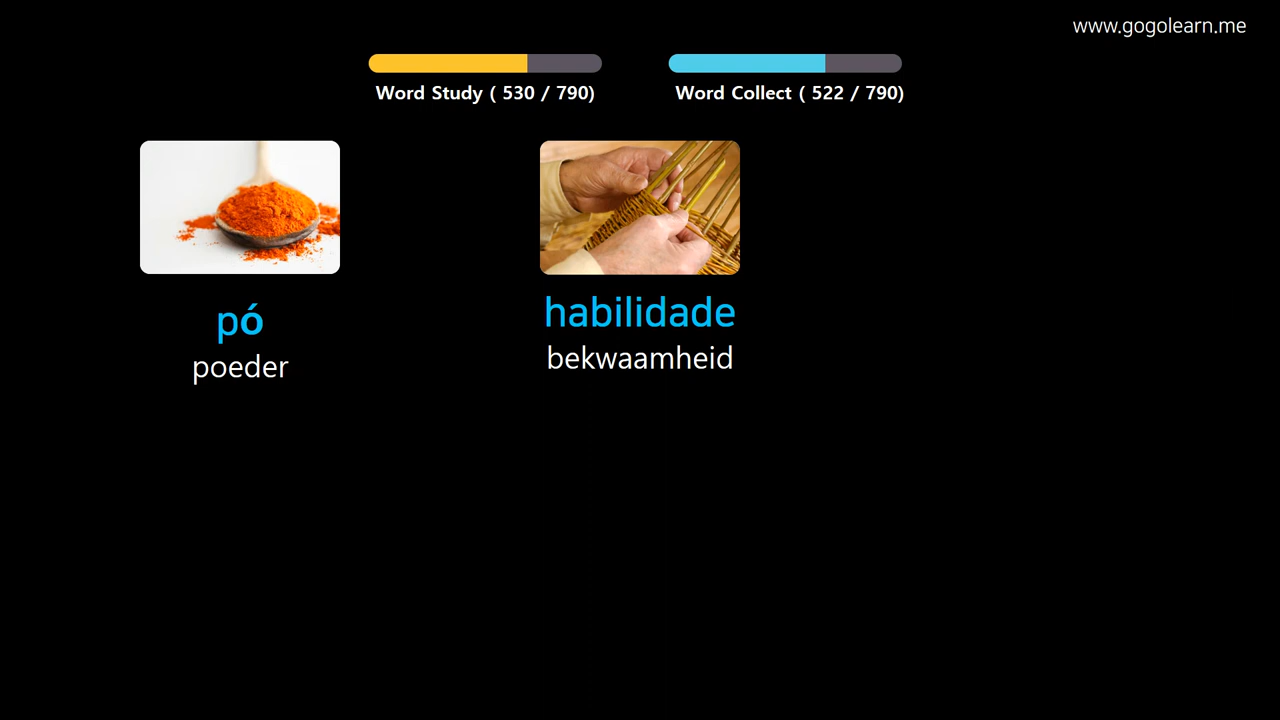 www.gogolearn.me
Word Study ( 530 / 790)
Word Collect ( 522 / 790)
pó
poeder
habilidade
bekwaamheid